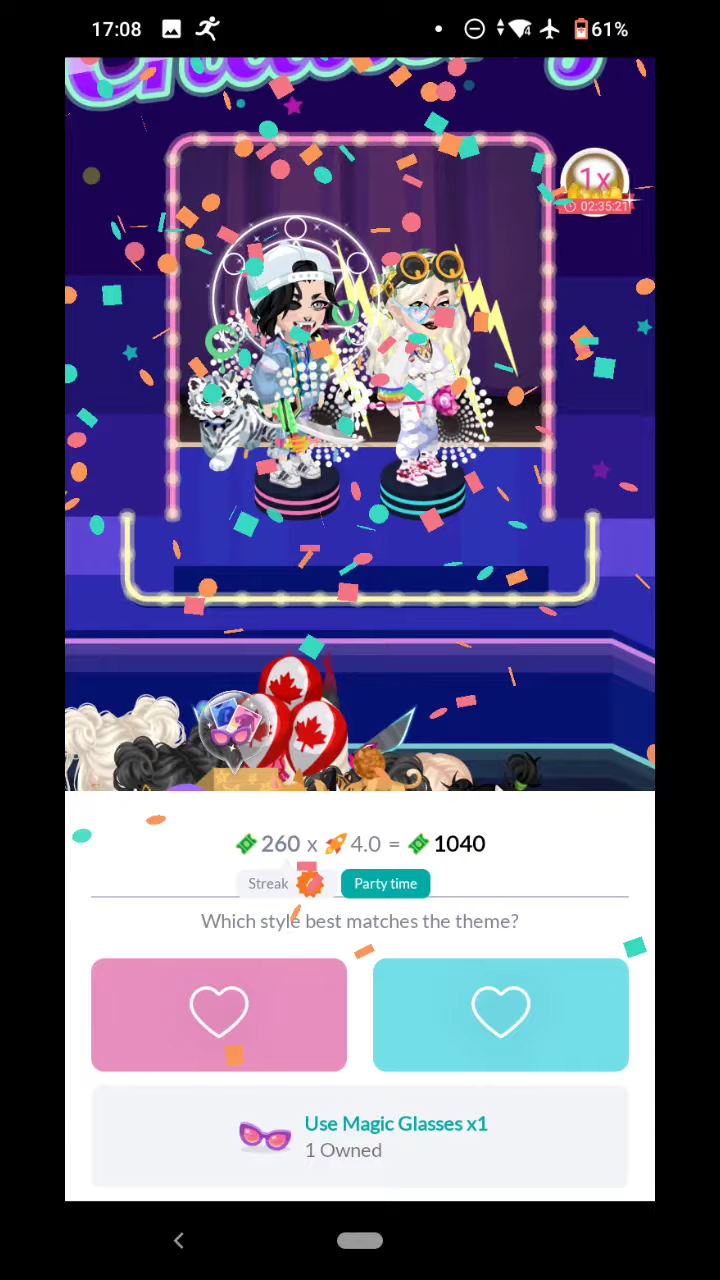 17:08
61%
1x
02:35:21
260 x 4.0 = 1040
Streak
Party time
Which style best matches the theme?
Use Magic Glasses x1
1 Owned